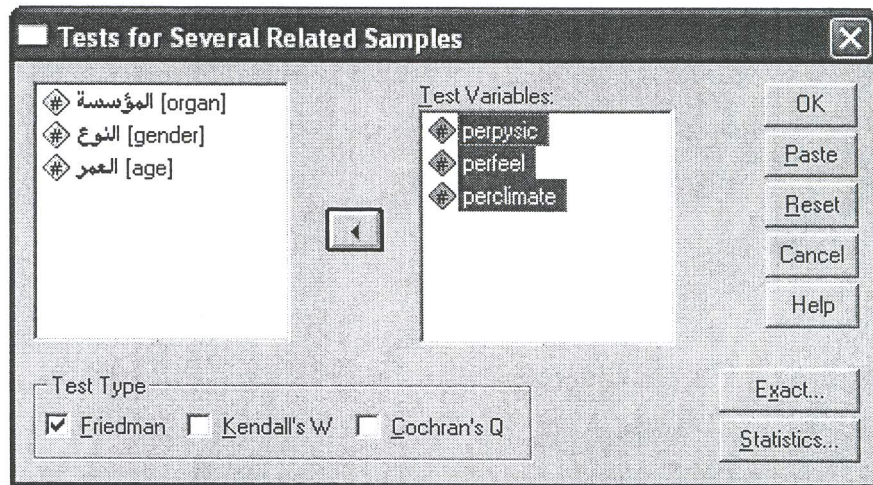 Tests for Several Related Samples
المؤسسة [organ]
النوع [gender]
العمر [age]
Test Variables:
perpysic
perfeel
perclimate
OK
Paste
Reset
Cancel
Help
Test Type
Friedman
Kendall's W
Cochran's Q
Exact...
Statistics...